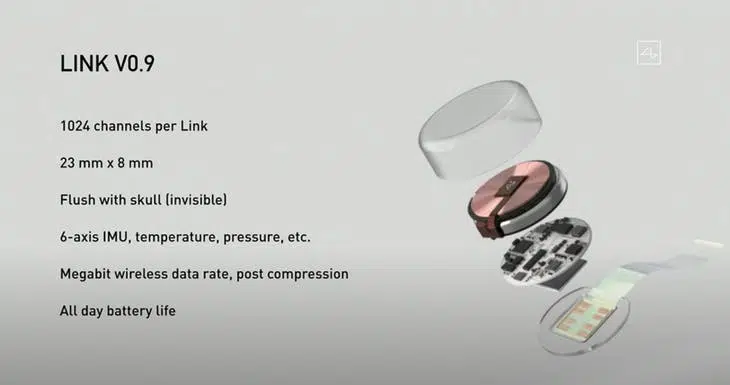 LINK V0.9
1024 channels per Link
23 mm x 8 mm
Flush with skull (invisible)
6-axis IMU, temperature, pressure, etc.
Megabit wireless data rate, post compression
All day battery life